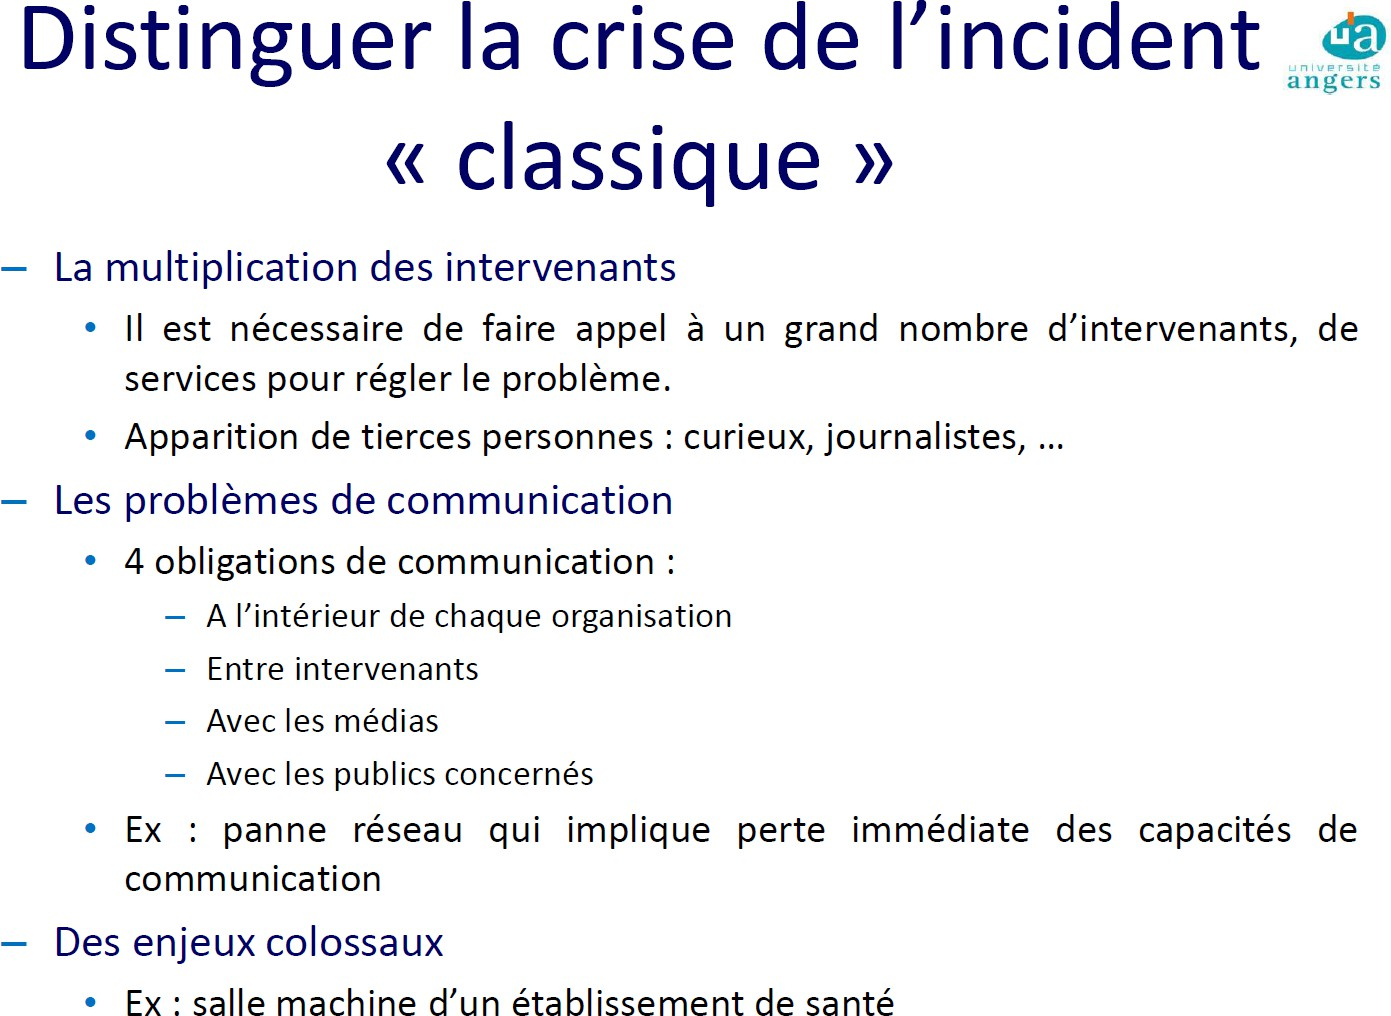 Distinguer la crise de l’incident
« classique »
ua
université
angers
– La multiplication des intervenants
• Il est nécessaire de faire appel à un grand nombre d’intervenants, de
services pour régler le problème.
• Apparition de tierces personnes : curieux, journalistes, …
– Les problèmes de communication
• 4 obligations de communication :
– A l’intérieur de chaque organisation
– Entre intervenants
– Avec les médias
– Avec les publics concernés
• Ex : panne réseau qui implique perte immédiate des capacités de
communication
– Des enjeux colossaux
• Ex : salle machine d’un établissement de santé